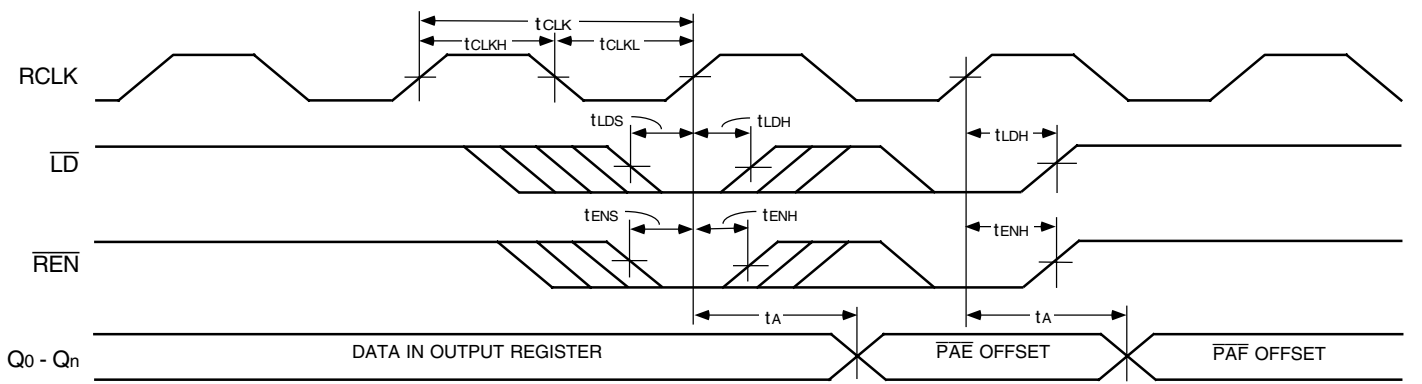 tCLK
tCLKH
tCLKL
RCLK
tLDS
tLDH
tLDH
LD
tENS
tENH
tENH
REN
tA
tA
Q0 - Qn
DATA IN OUTPUT REGISTER
PAE OFFSET
PAF OFFSET